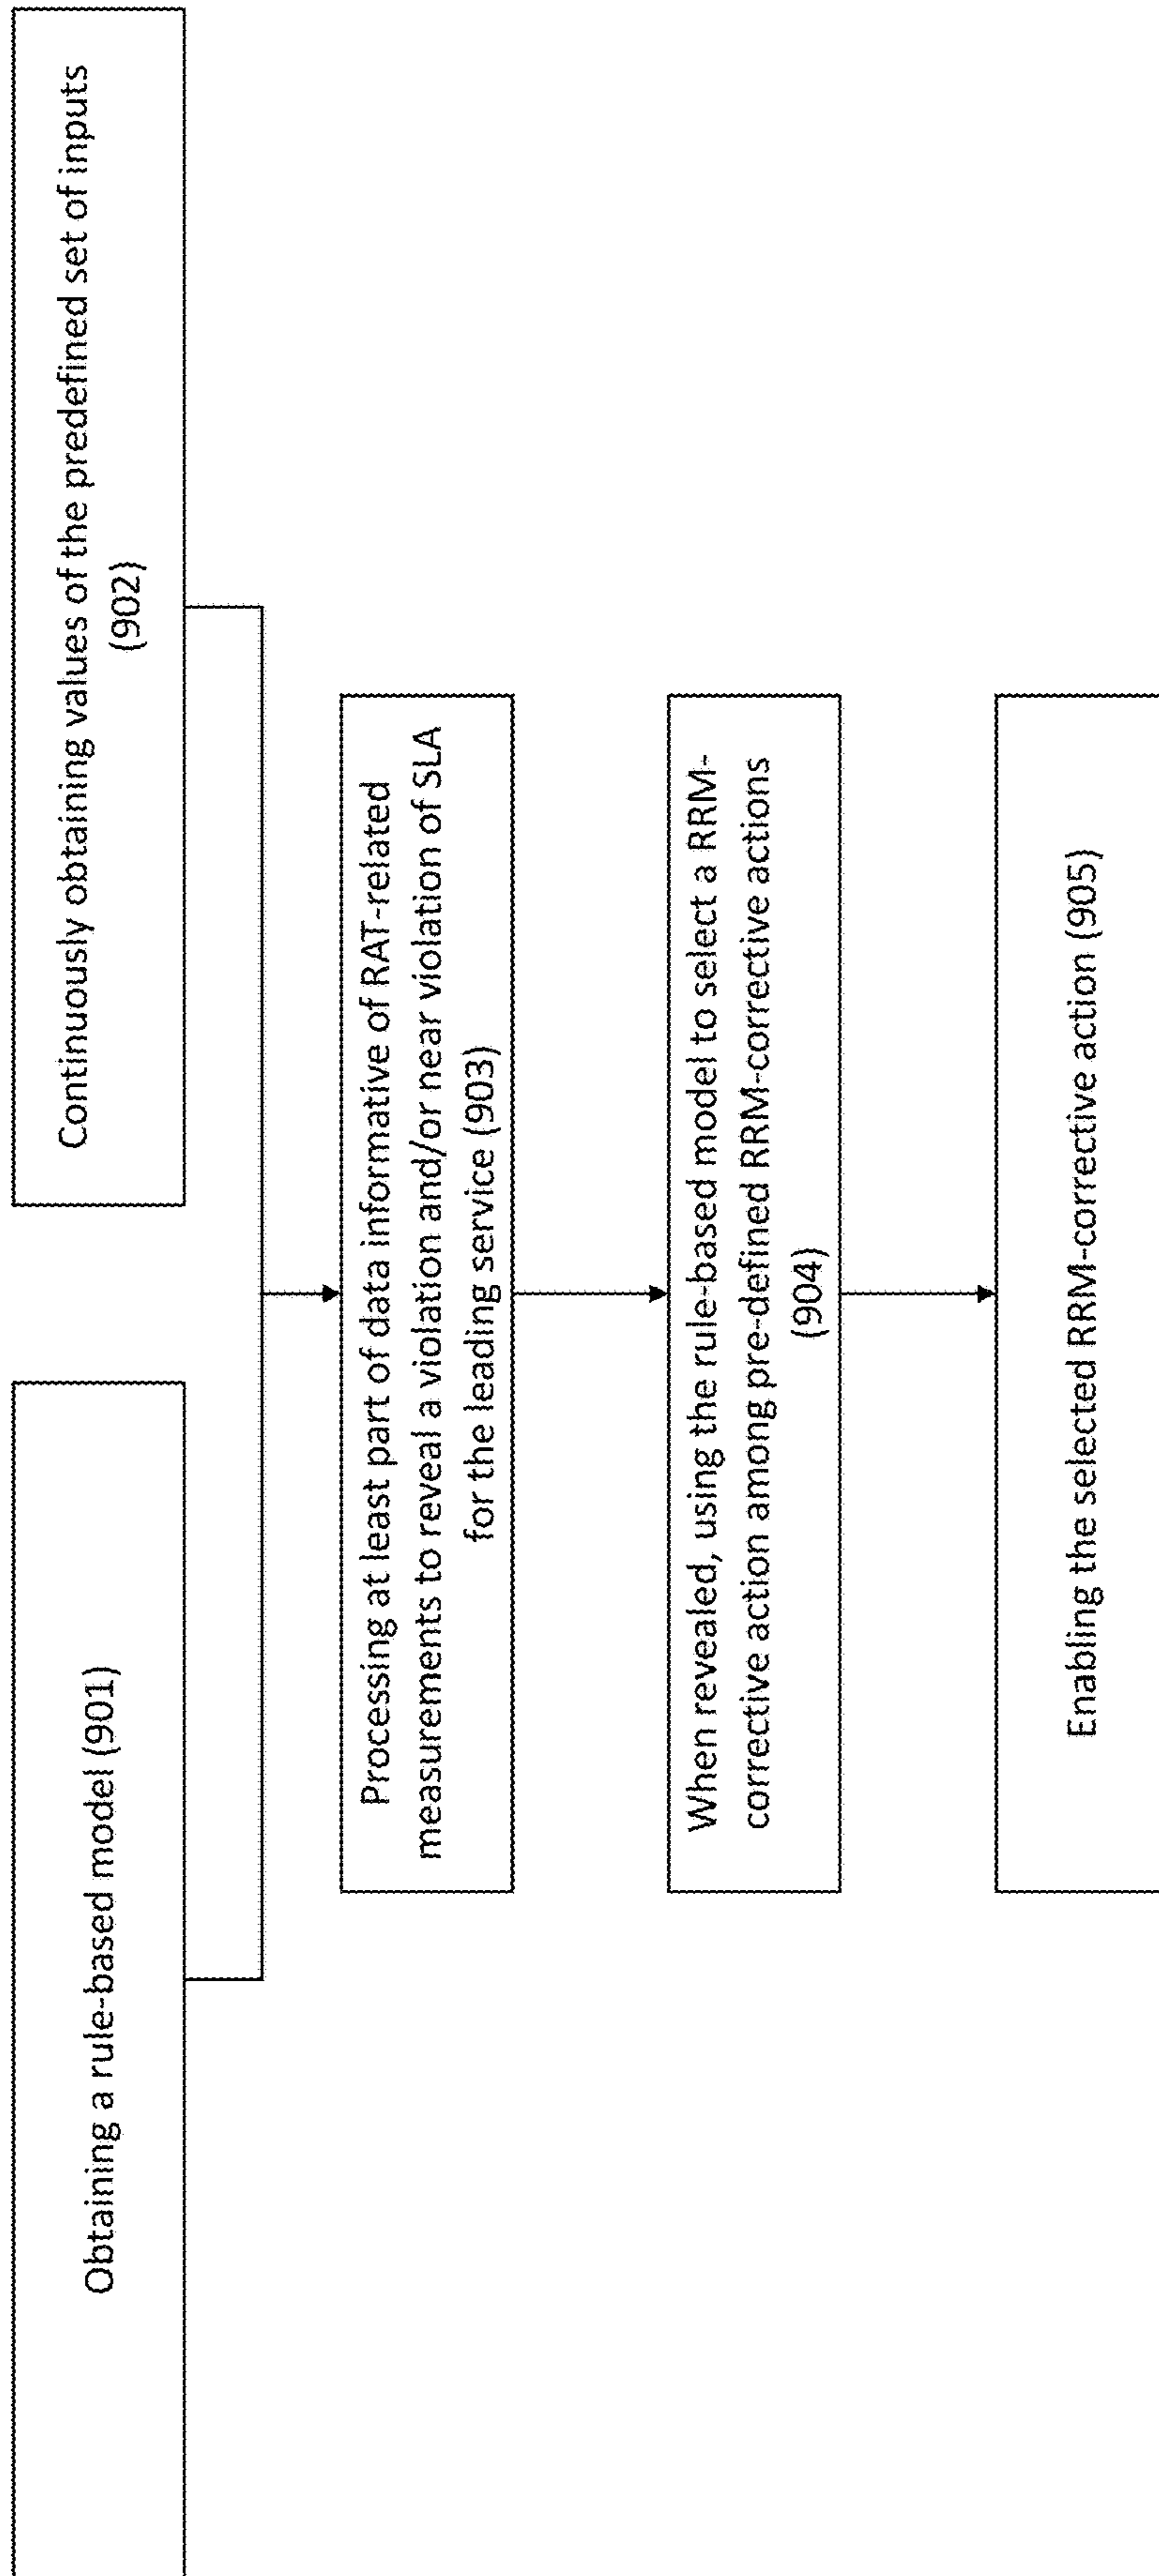 Obtaining a rule-based model (901)
Continuously obtaining values of the predefined set of inputs
(902)
Processing at least part of data informative of RAT-related
measurements to reveal a violation and/or near violation of SLA
for the leading service (903)
When revealed, using the rule-based model to select a RRM-
corrective action among pre-defined RRM-corrective actions
(904)
Enabling the selected RRM-corrective action (905)